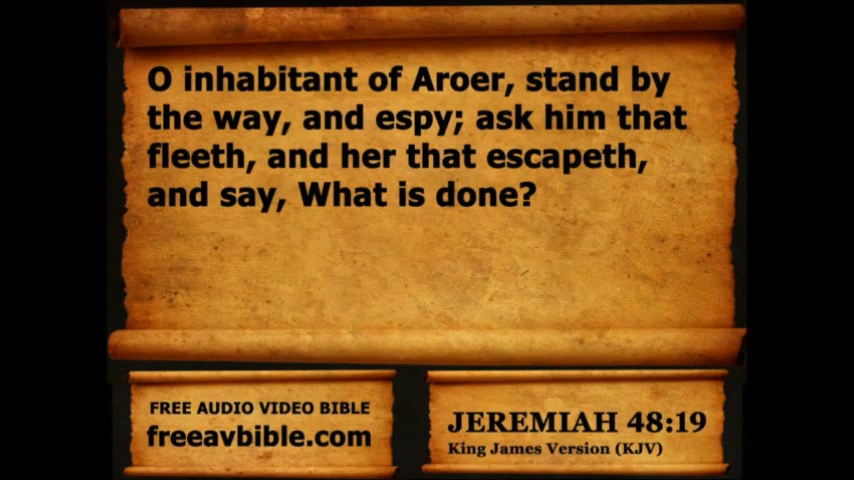 O inhabitant of Aroer, stand by
the way, and espy; ask him that
fleeth, and her that escapeth,
and say, What is done?
FREE AUDIO VIDEO BIBLE
freeavbible.com
JEREMIAH 48:19
King James Version (KJV)